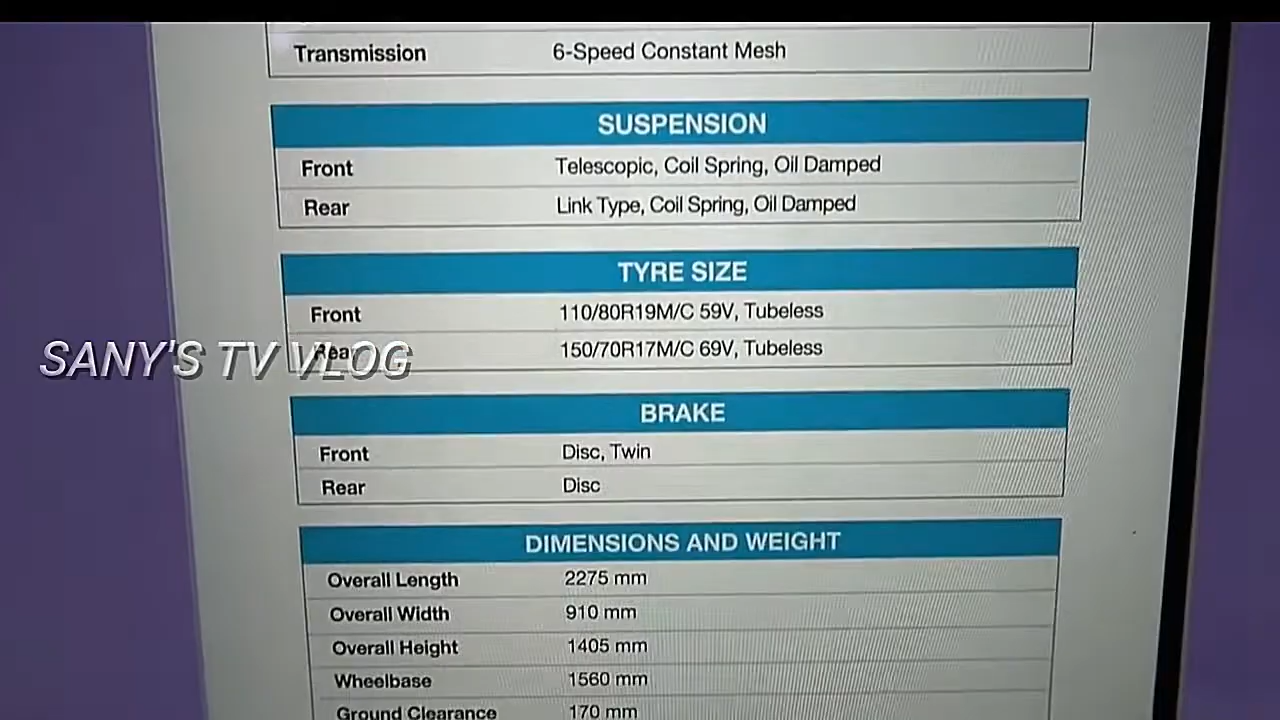 Transmission 6-Speed Constant Mesh
SUSPENSION
Front Telescopic, Coil Spring, Oil Damped
Rear Link Type, Coil Spring, Oil Damped
TYRE SIZE
Front 110/80R19M/C 59V, Tubeless
Rear 150/70R17M/C 69V, Tubeless
SANY'S TV VLOG
BRAKE
Front Disc, Twin
Rear Disc
DIMENSIONS AND WEIGHT
Overall Length 2275 mm
Overall Width 910 mm
Overall Height 1405 mm
Wheelbase 1560 mm
Ground Clearance 170 mm